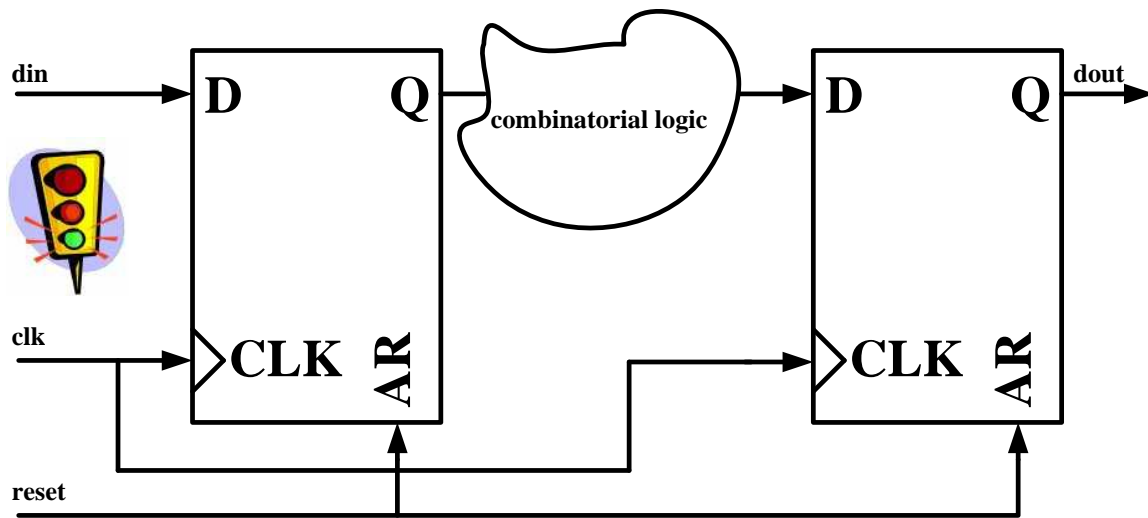 din
D
Q
combinatorial logic
D
Q
dout
clk
CLK
AR
CLK
AR
reset